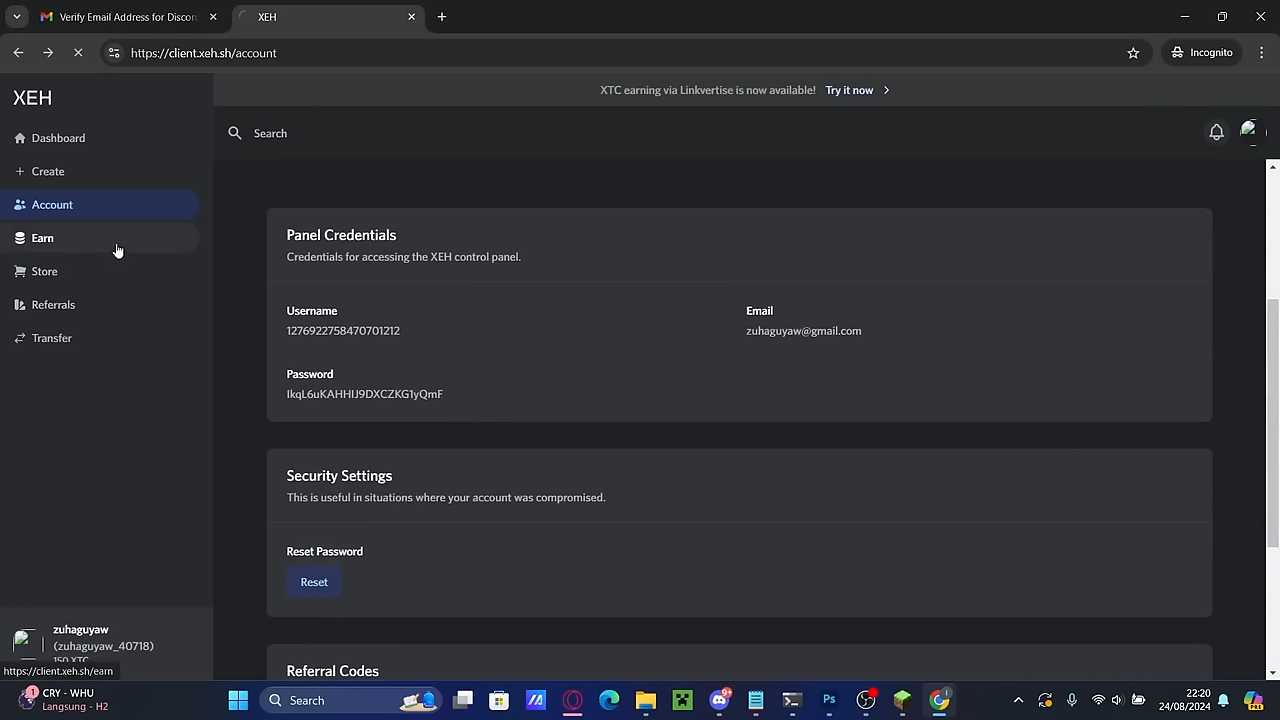 Verify Email Address for Discor
XEH
https://client.xeh.sh/account
Incognito
XEH
XTC earning via Linkvertise is now available! Try it now
Search
Dashboard
Create
Account
Earn
Store
Referrals
Transfer
Panel Credentials
Credentials for accessing the XEH control panel.
Username
Email
1276922758470701212
zuhaguyaw@gmail.com
Password
IkqL6uKAHHIJ9DXCZKG1yQmF
Security Settings
This is useful in situations where your account was compromised.
Reset Password
Reset
Referral Codes
zuhaguyaw
(zuhaguyaw_40718)
150 XTC
https://client.xeh.sh/earn
1
CRY - WHU
Langsung - H2
Search
22:20
24/08/2024